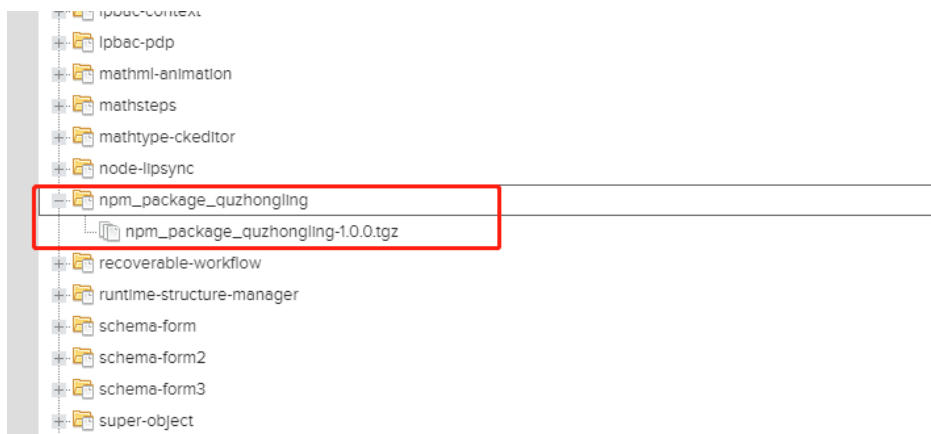 lpbac-context
lpbac-pdp
mathml-animation
mathsteps
mathtype-ckeditor
node-lipsync
npm_package_quzhongling
npm_package_quzhongling-1.0.0.tgz
recoverable-workflow
runtime-structure-manager
schema-form
schema-form2
schema-form3
super-object